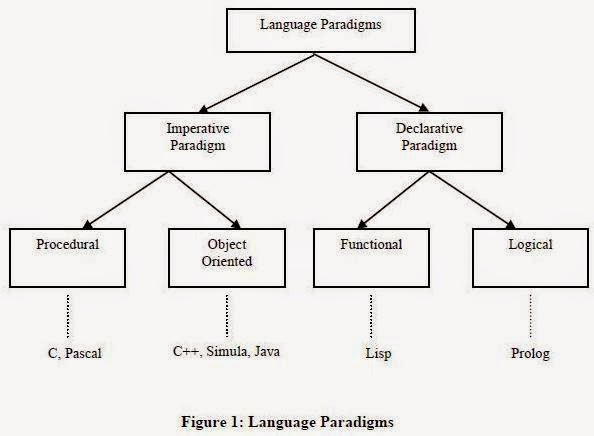 Language Paradigms
Imperative
Paradigm
Declarative
Paradigm
Procedural
Object
Oriented
Functional
Logical
C, Pascal
C++, Simula, Java
Lisp
Prolog
Figure 1: Language Paradigms